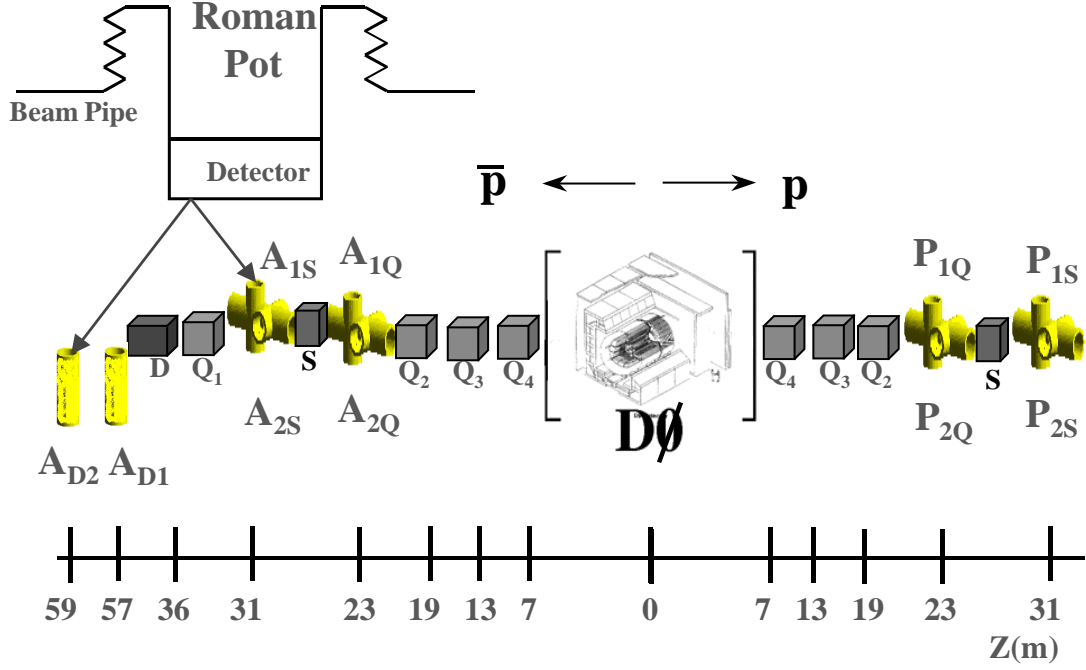 Roman
Pot
Beam Pipe
Detector
p̅ p
A1S A1Q P1Q P1S
D Q1 S Q2 Q3 Q4 Q4 Q3 Q2 S
A2S A2Q P2Q P2S
DØ
AD2 AD1
59 57 36 31 23 19 13 7 0 7 13 19 23 31
Z(m)